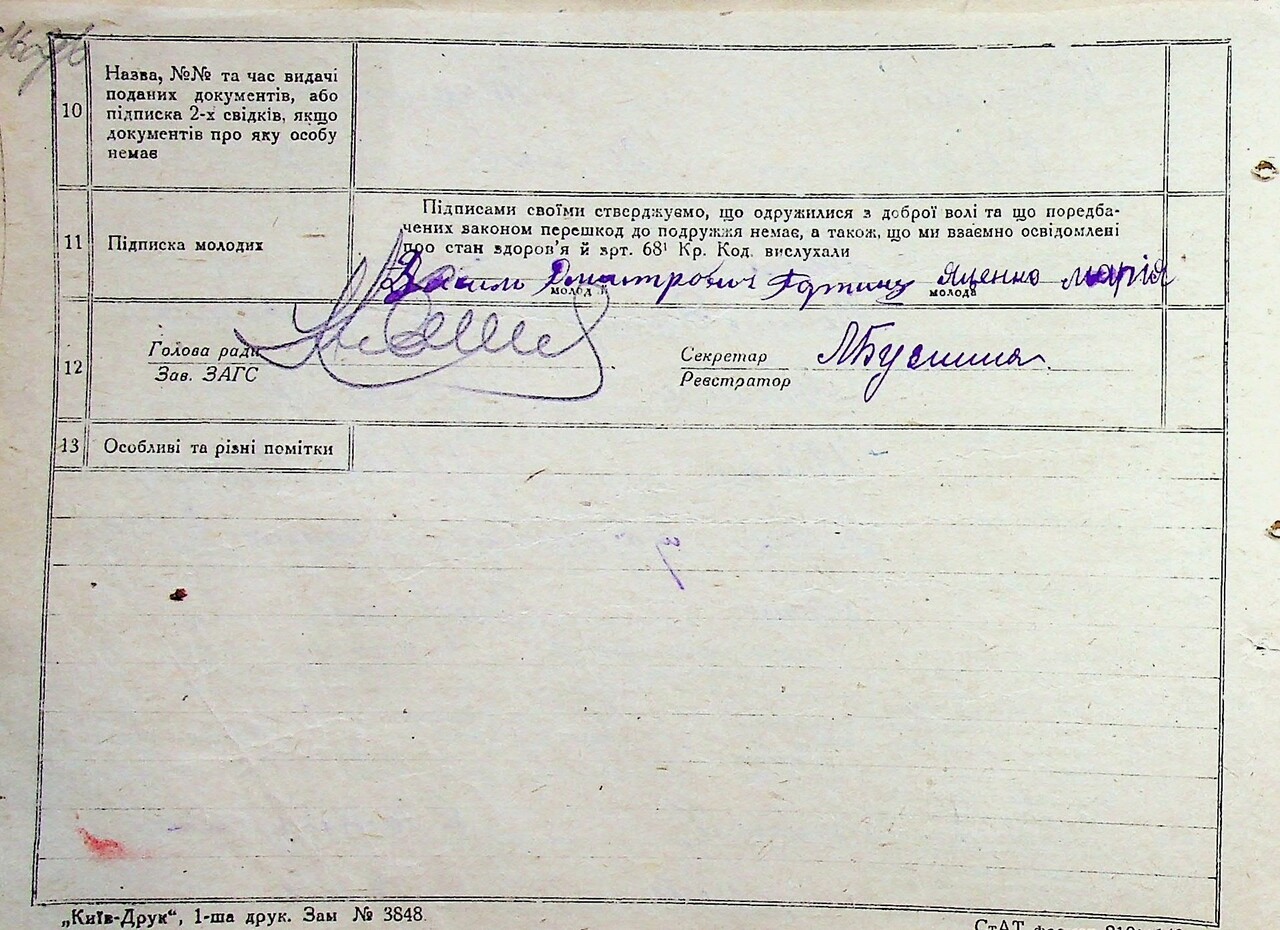 10
Назва, №№ та час видачі
поданих документів, або
підписка 2-х свідків, якщо
документів про яку особу
немає
11
Підписка молодих
Підписами своїми стверджуємо, що одружилися з доброї волі та що поредба-
чених законом перешкод до подружжя немає, а також, що ми взаємно освідомлені
про стан здоров'я й арт. 68¹ Кр. Код. вислухали
Василь Дмитрович Яценко Марія
молодий молода
12
Голова ради
Зав. ЗАГС
Секретар
Реєстратор
13
Особливі та різні помітки
„Київ-Друк“, 1-ша друк. Зам № 3848